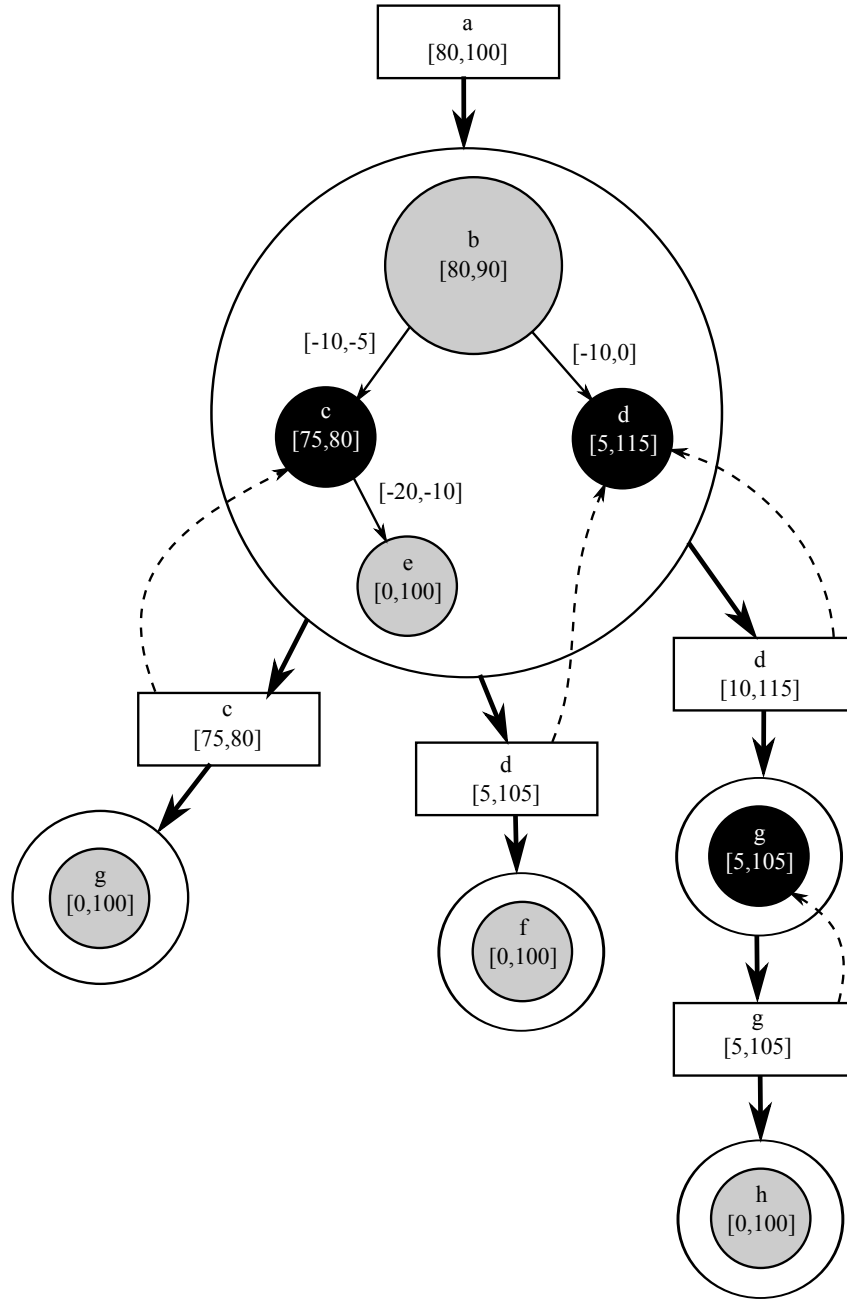 a
[80,100]
b
[80,90]
[-10,-5]
[-10,0]
c
[75,80]
d
[5,115]
[-20,-10]
e
[0,100]
c
[75,80]
d
[5,105]
d
[10,115]
g
[0,100]
f
[0,100]
g
[5,105]
g
[5,105]
h
[0,100]